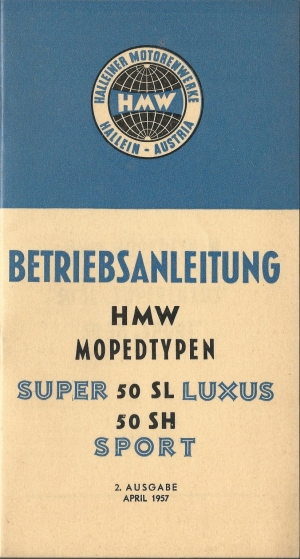 HALLEINER MOTORENWERKE
HMW
HALLEIN - AUSTRIA
BETRIEBSANLEITUNG
HMW
MOPEDTYPEN
SUPER 50 SL LUXUS
50 SH
SPORT
2. AUSGABE
APRIL 1957